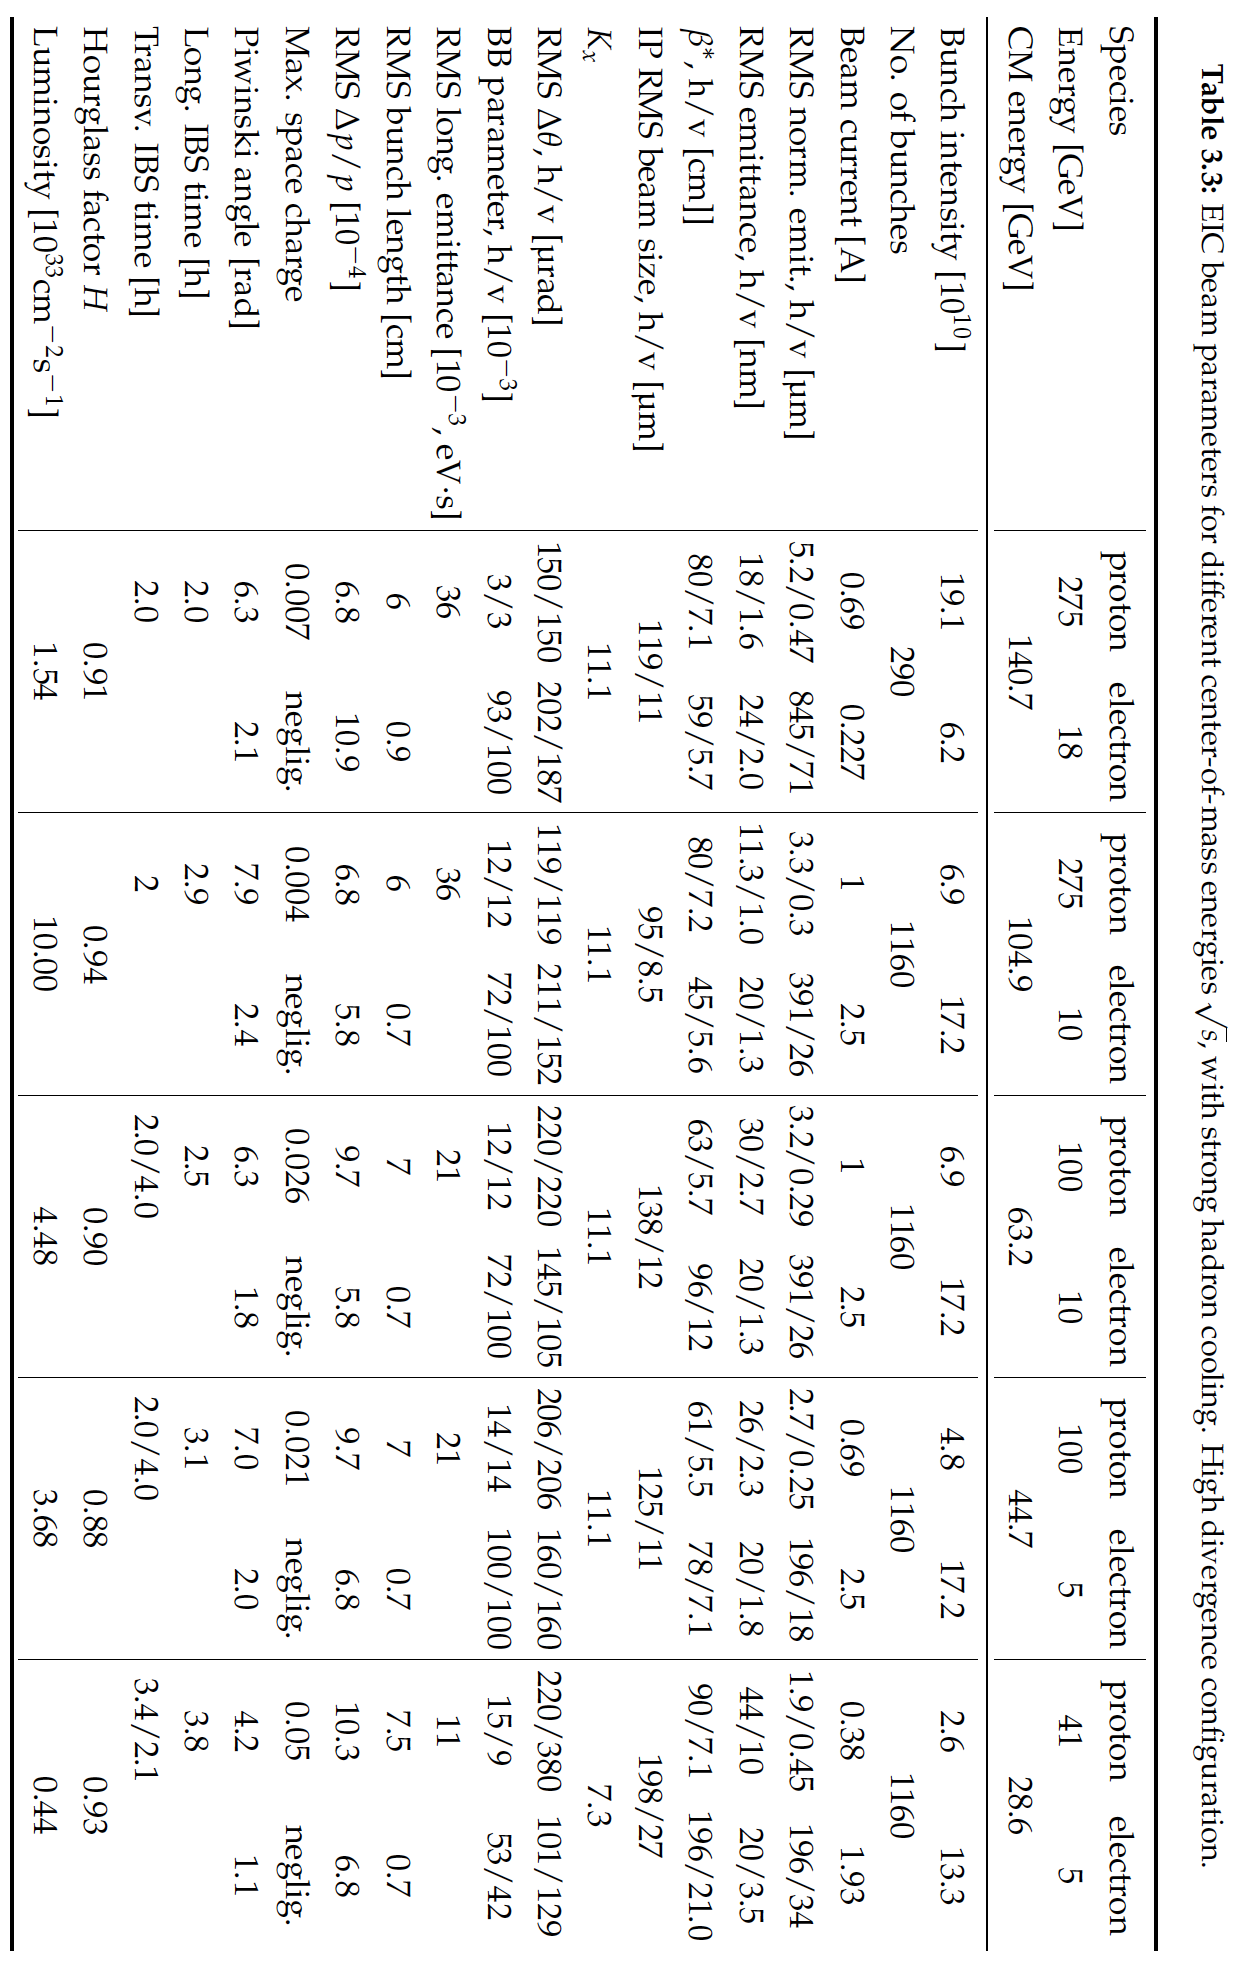 Table 3.3: EIC beam parameters for different center-of-mass energies √s, with strong hadron cooling. High divergence configuration.
Species proton electron proton electron proton electron proton electron proton electron
Energy [GeV] 275 18 275 10 100 10 100 5 41 5
CM energy [GeV] 140.7 104.9 63.2 44.7 28.6
Bunch intensity [10^10] 19.1 6.2 6.9 17.2 6.9 17.2 4.8 17.2 2.6 13.3
No. of bunches 290 1160 1160 1160 1160
Beam current [A] 0.69 0.227 1 2.5 1 2.5 0.69 2.5 0.38 1.93
RMS norm. emit., h/v [μm] 5.2/0.47 845/71 3.3/0.3 391/26 3.2/0.29 391/26 2.7/0.25 196/18 1.9/0.45 196/34
RMS emittance, h/v [nm] 18/1.6 24/2.0 11.3/1.0 20/1.3 30/2.7 20/1.3 26/2.3 20/1.8 44/10 20/3.5
β*, h/v [cm]] 80/7.1 59/5.7 80/7.2 45/5.6 63/5.7 96/12 61/5.5 78/7.1 90/7.1 196/21.0
IP RMS beam size, h/v [μm] 119/11 95/8.5 138/12 125/11 198/27
K_x 11.1 11.1 11.1 11.1 7.3
RMS Δθ, h/v [μrad] 150/150 202/187 119/119 211/152 220/220 145/105 206/206 160/160 220/380 101/129
BB parameter, h/v [10^−3] 3/3 93/100 12/12 72/100 12/12 72/100 14/14 100/100 15/9 53/42
RMS long. emittance [10^−3, eV·s] 36 36 21 21 11
RMS bunch length [cm] 6 0.9 6 0.7 7 0.7 7 0.7 7.5 0.7
RMS Δp/p [10^−4] 6.8 10.9 6.8 5.8 9.7 5.8 9.7 6.8 10.3 6.8
Max. space charge 0.007 neglig. 0.004 neglig. 0.026 neglig. 0.021 neglig. 0.05 neglig.
Piwinski angle [rad] 6.3 2.1 7.9 2.4 6.3 1.8 7.0 2.0 4.2 1.1
Long. IBS time [h] 2.0 2.9 2.5 3.1 3.8
Transv. IBS time [h] 2.0 2 2.0/4.0 2.0/4.0 3.4/2.1
Hourglass factor H 0.91 0.94 0.90 0.88 0.93
Luminosity [10^33cm^−2s^−1] 1.54 10.00 4.48 3.68 0.44